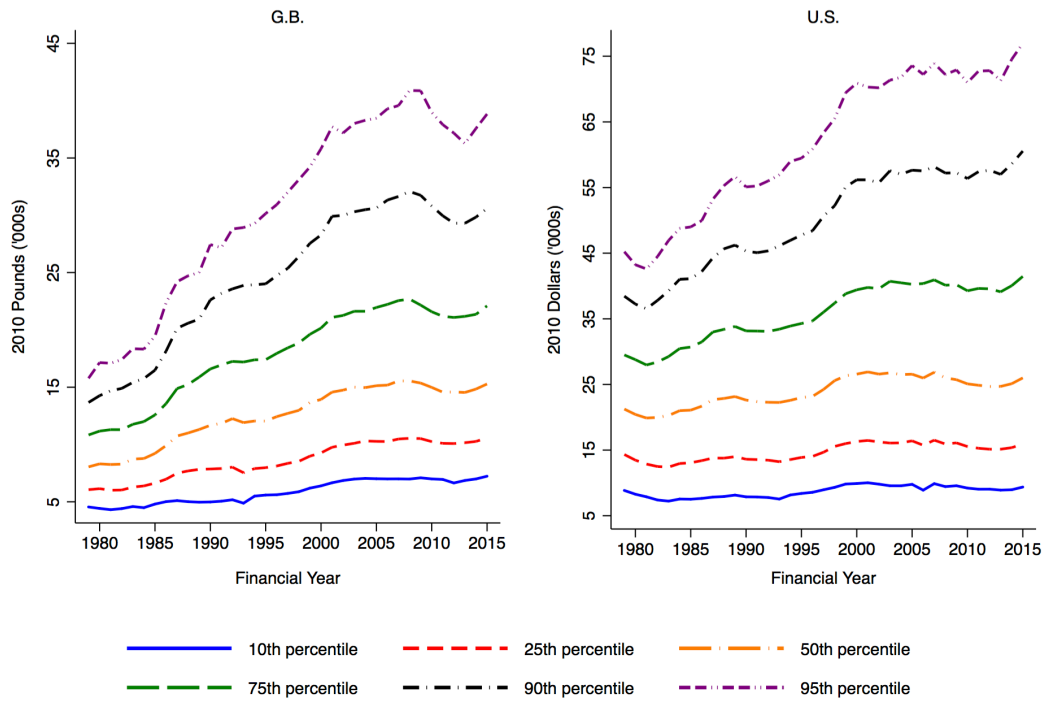 G.B.
U.S.
2010 Pounds ('000s)
45
35
25
15
5
1980 1985 1990 1995 2000 2005 2010 2015
Financial Year
2010 Dollars ('000s)
75
65
55
45
35
25
15
5
1980 1985 1990 1995 2000 2005 2010 2015
Financial Year
10th percentile 25th percentile 50th percentile
75th percentile 90th percentile 95th percentile